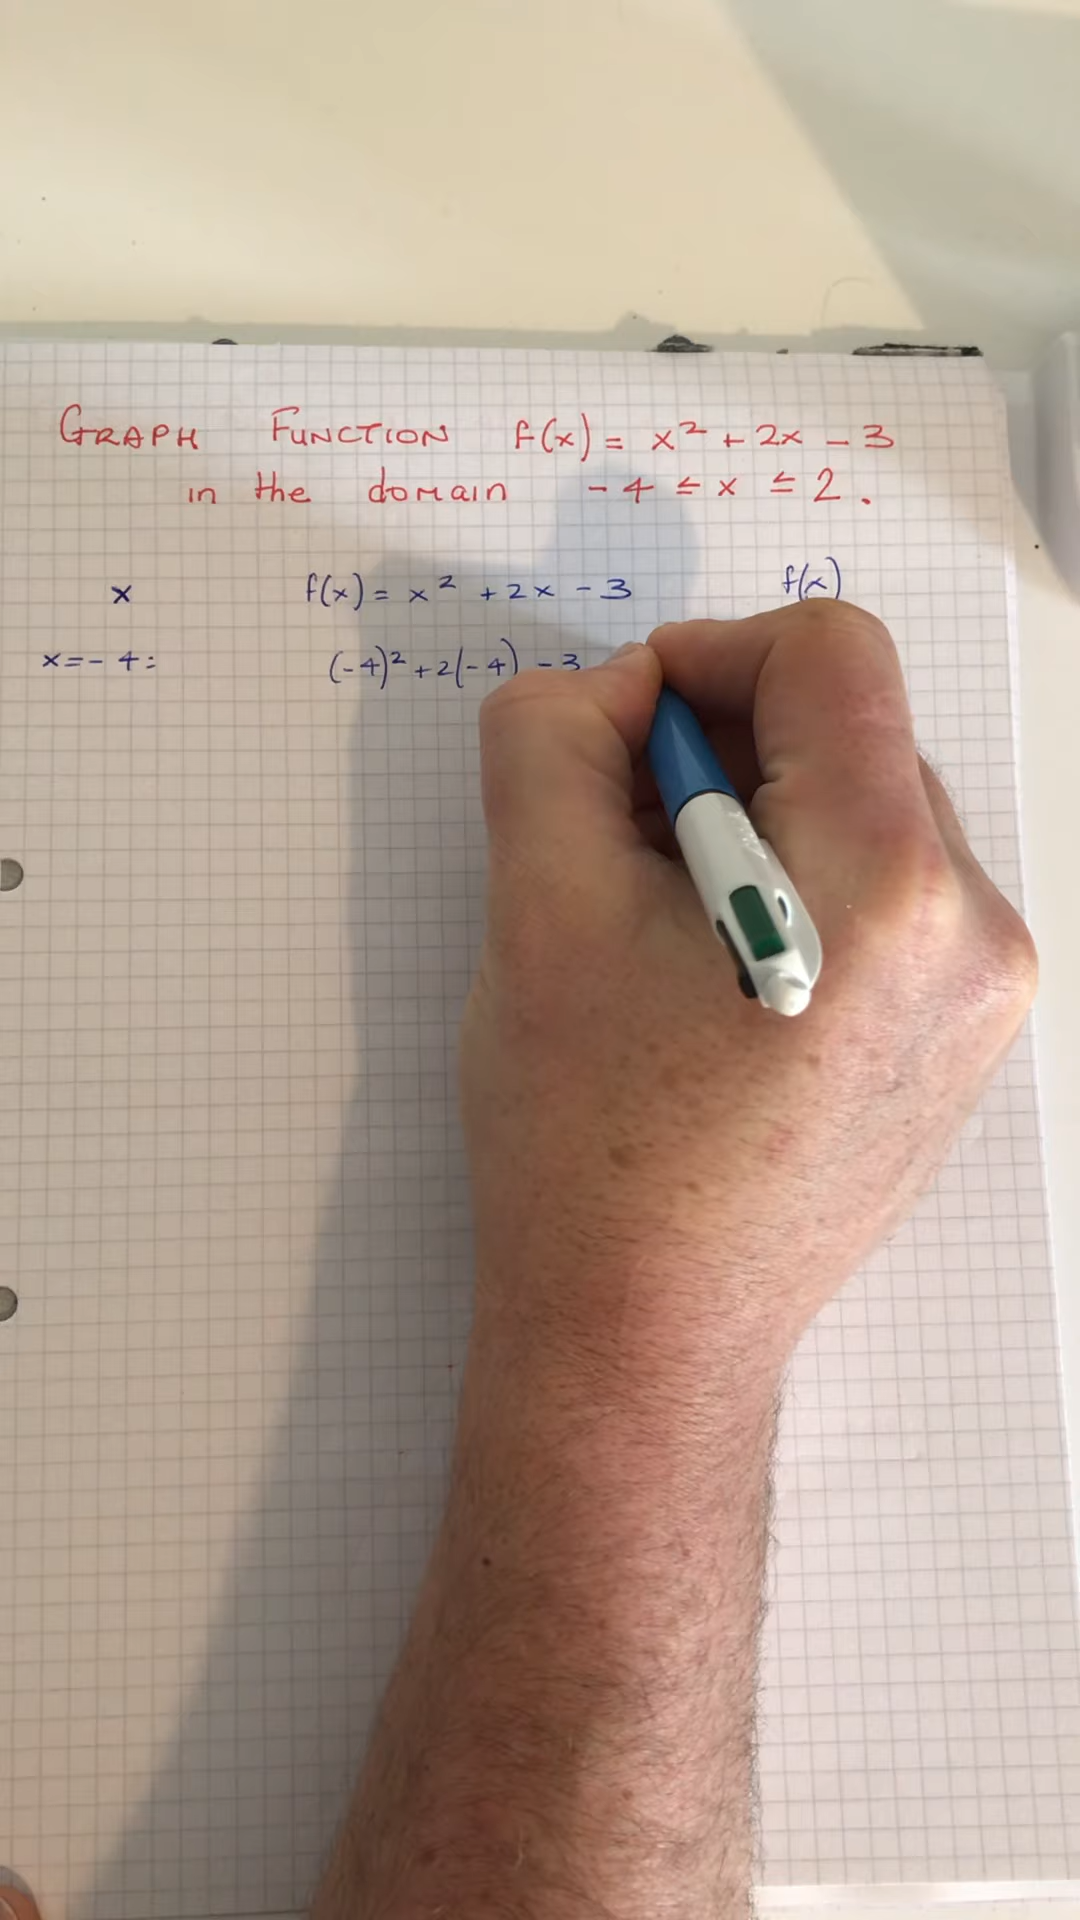 GRAPH FUNCTION f(x) = x² + 2x - 3
in the domain - 4 ≤ x ≤ 2.
x f(x) = x² + 2x - 3 f(x)
x = - 4 : (-4)² + 2(-4) - 3